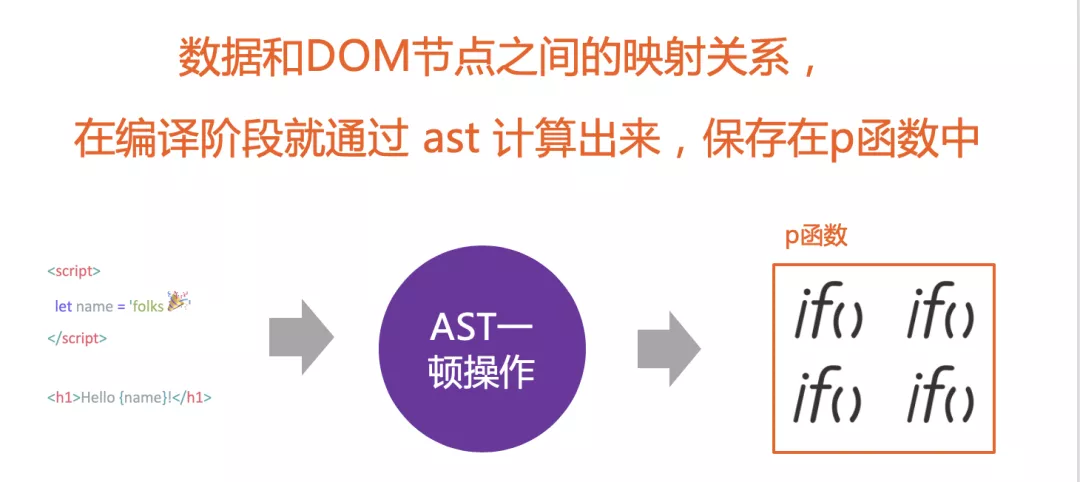 数据和DOM节点之间的映射关系，
在编译阶段就通过 ast 计算出来，保存在p函数中
p函数
<script>
let name = 'folks 🎉'
</script>
<h1>Hello {name}!</h1>
AST一
顿操作
if() if()
if() if()